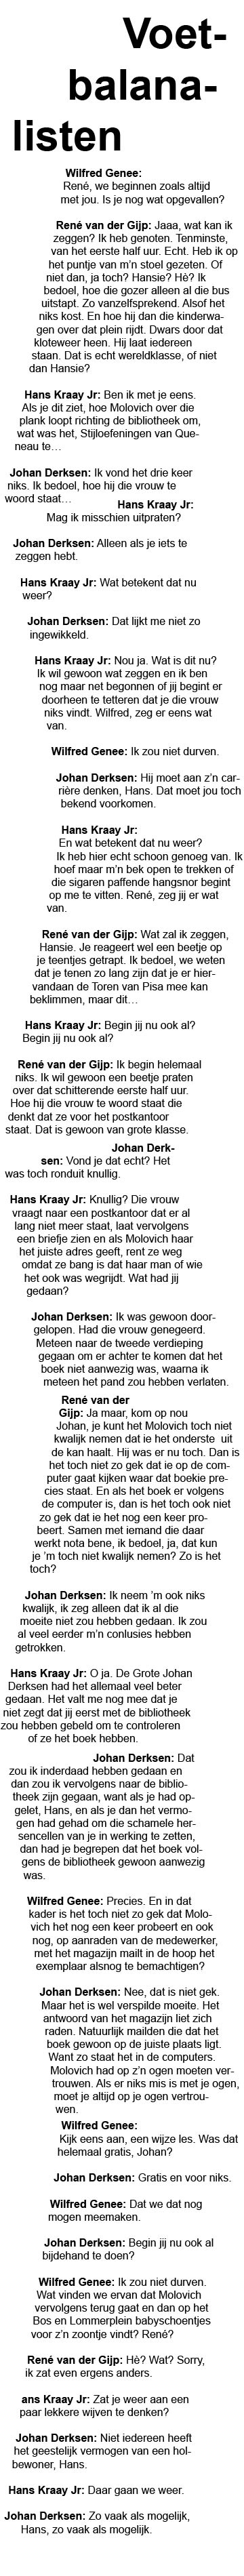 Voet-
balana-
listen
Wilfred Genee:
René, we beginnen zoals altijd
met jou. Is je nog wat opgevallen?
René van der Gijp: Jaaa, wat kan ik
zeggen? Ik heb genoten. Tenminste,
van het eerste half uur. Echt. Heb ik op
het puntje van m'n stoel gezeten. Of
niet dan, ja toch? Hansie? Hè? Ik
bedoel, hoe die gozer alleen al die bus
uitstapt. Zo vanzelfsprekend. Alsof het
niks kost. En hoe hij dan die kinderwa-
gen over dat plein rijdt. Dwars door dat
kloteweer heen. Hij laat iedereen
staan. Dat is echt wereldklasse, of niet
dan Hansie?
Hans Kraay Jr: Ben ik met je eens.
Als je dit ziet, hoe Molovich over die
plank loopt richting de bibliotheek om,
wat was het, Stijloefeningen van Que-
neau te…
Johan Derksen: Ik vond het drie keer
niks. Ik bedoel, hoe hij die vrouw te
woord staat…
Hans Kraay Jr:
Mag ik misschien uitpraten?
Johan Derksen: Alleen als je iets te
zeggen hebt.
Hans Kraay Jr: Wat betekent dat nu
weer?
Johan Derksen: Dat lijkt me niet zo
ingewikkeld.
Hans Kraay Jr: Nou ja. Wat is dit nu?
Ik wil gewoon wat zeggen en ik ben
nog maar net begonnen of jij begint er
doorheen te tetteren dat je die vrouw
niks vindt. Wilfred, zeg er eens wat
van.
Wilfred Genee: Ik zou niet durven.
Johan Derksen: Hij moet aan z'n car-
rière denken, Hans. Dat moet jou toch
bekend voorkomen.
Hans Kraay Jr:
En wat betekent dat nu weer?
Ik heb hier echt schoon genoeg van. Ik
hoef maar m'n bek open te trekken of
die sigaren paffende hangsnor begint
op me te vitten. René, zeg jij er wat
van.
René van der Gijp: Wat zal ik zeggen,
Hansie. Je reageert wel een beetje op
je teentjes getrapt. Ik bedoel, we weten
dat je tenen zo lang zijn dat je er hier-
vandaan de Toren van Pisa mee kan
beklimmen, maar dit…
Hans Kraay Jr: Begin jij nu ook al?
Begin jij nu ook al?
René van der Gijp: Ik begin helemaal
niks. Ik wil gewoon een beetje praten
over dat schitterende eerste half uur.
Hoe hij die vrouw te woord staat die
denkt dat ze voor het postkantoor
staat. Dat is gewoon van grote klasse.
Johan Derk-
sen: Vond je dat echt? Het
was toch ronduit knullig.
Hans Kraay Jr: Knullig? Die vrouw
vraagt naar een postkantoor dat er al
lang niet meer staat, laat vervolgens
een briefje zien en als Molovich haar
het juiste adres geeft, rent ze weg
omdat ze bang is dat haar man of wie
het ook was wegrijdt. Wat had jij
gedaan?
Johan Derksen: Ik was gewoon door-
gelopen. Had die vrouw genegeerd.
Meteen naar de tweede verdieping
gegaan om er achter te komen dat het
boek niet aanwezig was, waarna ik
meteen het pand zou hebben verlaten.
René van der
Gijp: Ja maar, kom op nou
Johan, je kunt het Molovich toch niet
kwalijk nemen dat ie het onderste  uit
de kan haalt. Hij was er nu toch. Dan is
het toch niet zo gek dat ie op de com-
puter gaat kijken waar dat boekie pre-
cies staat. En als het boek er volgens
de computer is, dan is het toch ook niet
zo gek dat ie het nog een keer pro-
beert. Samen met iemand die daar
werkt nota bene, ik bedoel, ja, dat kun
je 'm toch niet kwalijk nemen? Zo is het
toch?
Johan Derksen: Ik neem 'm ook niks
kwalijk, ik zeg alleen dat ik al die
moeite niet zou hebben gedaan. Ik zou
al veel eerder m'n conlusies hebben
getrokken.
Hans Kraay Jr: O ja. De Grote Johan
Derksen had het allemaal veel beter
gedaan. Het valt me nog mee dat je
niet zegt dat jij eerst met de bibliotheek
zou hebben gebeld om te controleren
of ze het boek hebben.
Johan Derksen: Dat
zou ik inderdaad hebben gedaan en
dan zou ik vervolgens naar de biblio-
theek zijn gegaan, want als je had op-
gelet, Hans, en als je dan het vermo-
gen had gehad om die schamele her-
sencellen van je in werking te zetten,
dan had je begrepen dat het boek vol-
gens de bibliotheek gewoon aanwezig
was.
Wilfred Genee: Precies. En in dat
kader is het toch niet zo gek dat Molo-
vich het nog een keer probeert en ook
nog, op aanraden van de medewerker,
met het magazijn mailt in de hoop het
exemplaar alsnog te bemachtigen?
Johan Derksen: Nee, dat is niet gek.
Maar het is wel verspilde moeite. Het
antwoord van het magazijn liet zich
raden. Natuurlijk mailden die dat het
boek gewoon op de juiste plaats ligt.
Want zo staat het in de computers.
Molovich had op z'n ogen moeten ver-
trouwen. Als er niks mis is met je ogen,
moet je altijd op je ogen vertrou-
wen.
Wilfred Genee:
Kijk eens aan, een wijze les. Was dat
helemaal gratis, Johan?
Johan Derksen: Gratis en voor niks.
Wilfred Genee: Dat we dat nog
mogen meemaken.
Johan Derksen: Begin jij nu ook al
bijdehand te doen?
Wilfred Genee: Ik zou niet durven.
Wat vinden we ervan dat Molovich
vervolgens terug gaat en dan op het
Bos en Lommerplein babyschoentjes
voor z'n zoontje vindt? René?
René van der Gijp: Hè? Wat? Sorry,
ik zat even ergens anders.
ans Kraay Jr: Zat je weer aan een
paar lekkere wijven te denken?
Johan Derksen: Niet iedereen heeft
het geestelijk vermogen van een hol-
bewoner, Hans.
Hans Kraay Jr: Daar gaan we weer.
Johan Derksen: Zo vaak als mogelijk,
Hans, zo vaak als mogelijk.